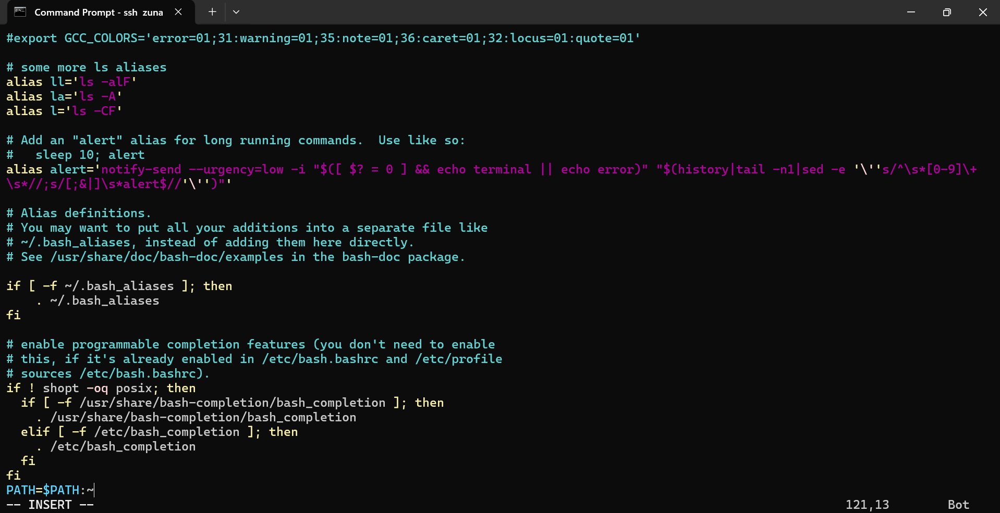 Command Prompt - ssh zuna
#export GCC_COLORS='error=01;31:warning=01;35:note=01;36:caret=01;32:locus=01:quote=01'
# some more ls aliases
alias ll='ls -alF'
alias la='ls -A'
alias l='ls -CF'
# Add an "alert" alias for long running commands.  Use like so:
#   sleep 10; alert
alias alert='notify-send --urgency=low -i "$([ $? = 0 ] && echo terminal || echo error)" "$(history|tail -n1|sed -e '\''s/^\s*[0-9]\+
\s*//;s/[;&|]\s*alert$//'\'')"'
# Alias definitions.
# You may want to put all your additions into a separate file like
# ~/.bash_aliases, instead of adding them here directly.
# See /usr/share/doc/bash-doc/examples in the bash-doc package.
if [ -f ~/.bash_aliases ]; then
    . ~/.bash_aliases
fi
# enable programmable completion features (you don't need to enable
# this, if it's already enabled in /etc/bash.bashrc and /etc/profile
# sources /etc/bash.bashrc).
if ! shopt -oq posix; then
  if [ -f /usr/share/bash-completion/bash_completion ]; then
    . /usr/share/bash-completion/bash_completion
  elif [ -f /etc/bash_completion ]; then
    . /etc/bash_completion
  fi
fi
PATH=$PATH:~
-- INSERT -- 121,13 Bot